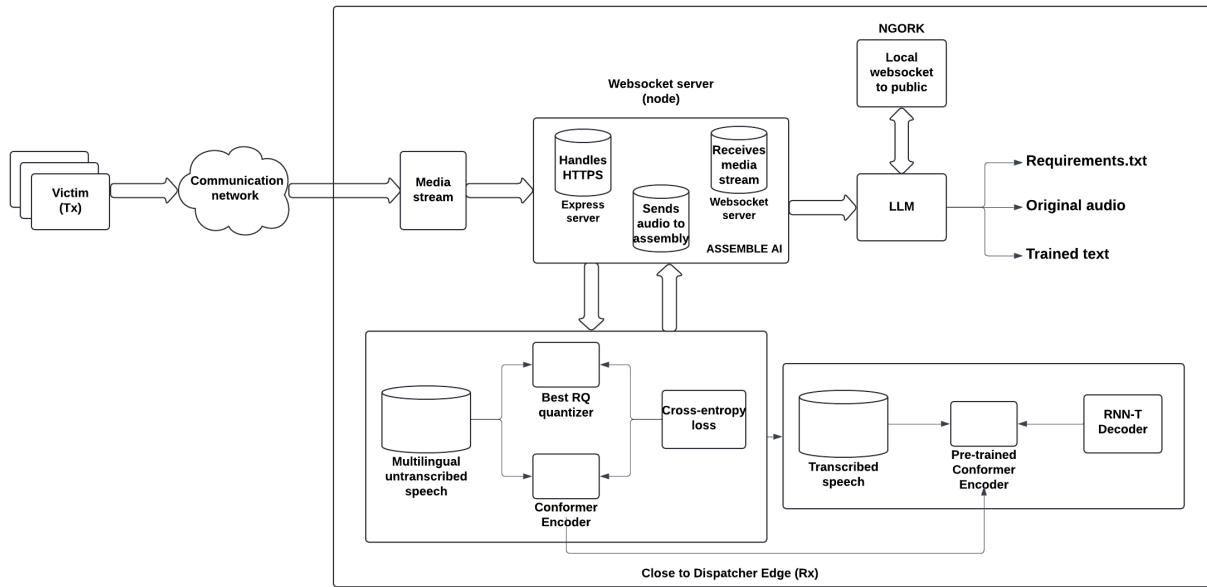 NGORK
Local
websocket
to public
Websocket server
(node)
Handles
HTTPS
Express
server
Receives
media
stream
Websocket
server
Sends
audio to
assembly
ASSEMBLE AI
Victim
(Tx)
Communication
network
Media
stream
LLM
Requirements.txt
Original audio
Trained text
Best RQ
quantizer
Multilingual
untranscribed
speech
Cross-entropy
loss
Conformer
Encoder
Transcribed
speech
Pre-trained
Conformer
Encoder
RNN-T
Decoder
Close to Dispatcher Edge (Rx)